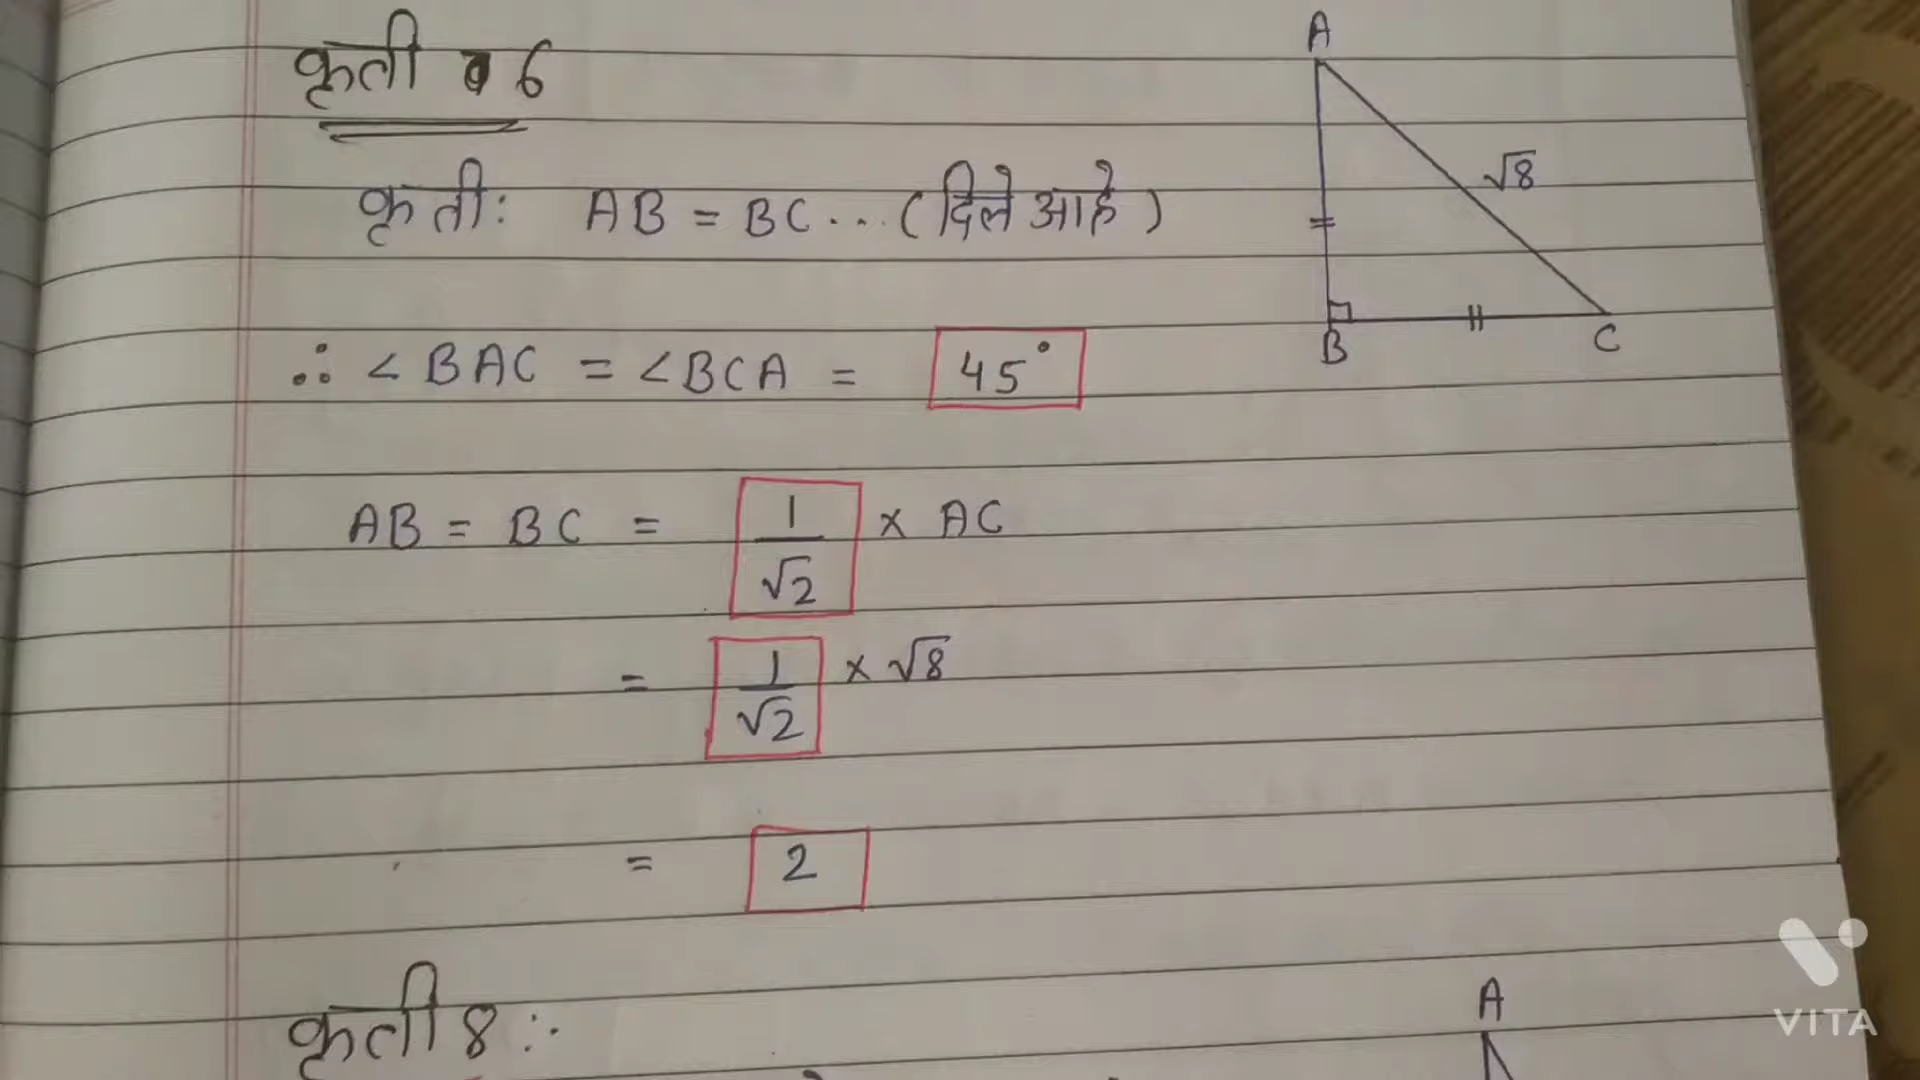 कृती 6
A
√8
कृती: AB = BC ... (दिले आहे)
B
C
∴ < BAC = < BCA = 45°
AB = BC = 1/√2 × AC
= 1/√2 × √8
= 2
कृती 8 :-
A
VITA